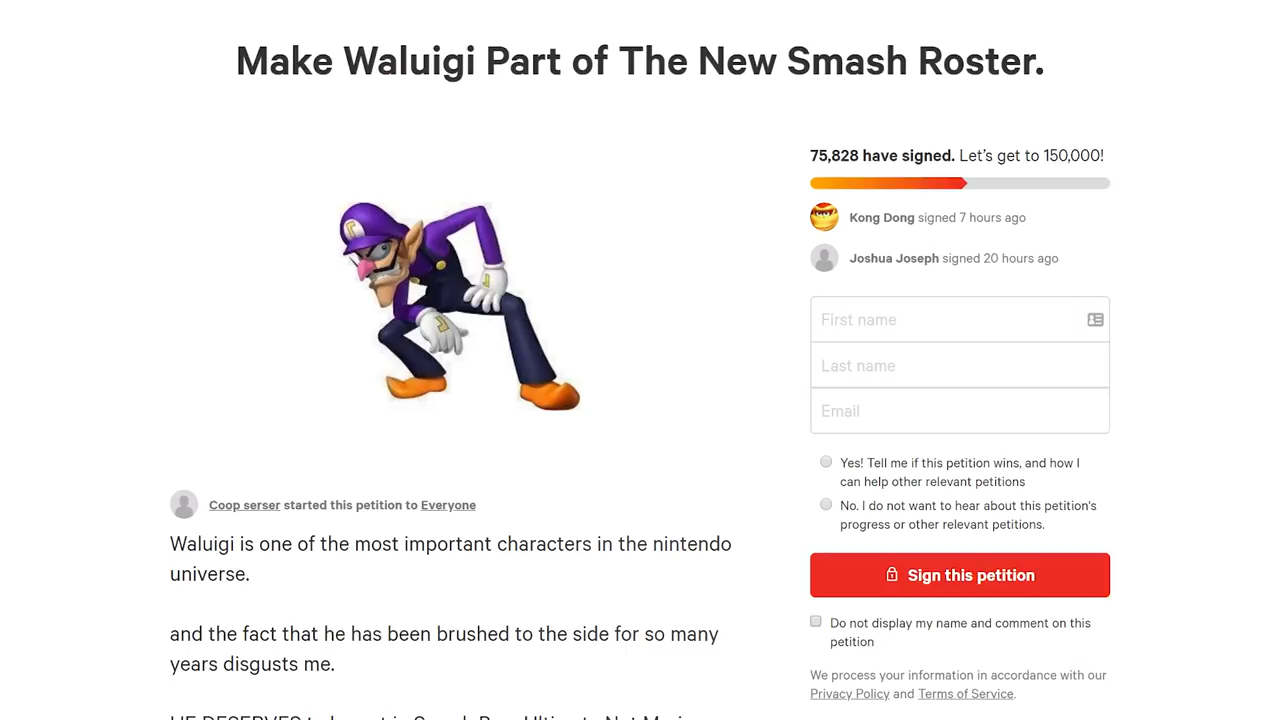 Make Waluigi Part of The New Smash Roster.
75,828 have signed. Let's get to 150,000!
Kong Dong signed 7 hours ago
Joshua Joseph signed 20 hours ago
First name
Last name
Email
Yes! Tell me if this petition wins, and how I
can help other relevant petitions
No. I do not want to hear about this petition's
progress or other relevant petitions.
Sign this petition
Do not display my name and comment on this
petition
We process your information in accordance with our
Privacy Policy and Terms of Service.
Coop serser started this petition to Everyone
Waluigi is one of the most important characters in the nintendo
universe.
and the fact that he has been brushed to the side for so many
years disgusts me.
HE DESERVES